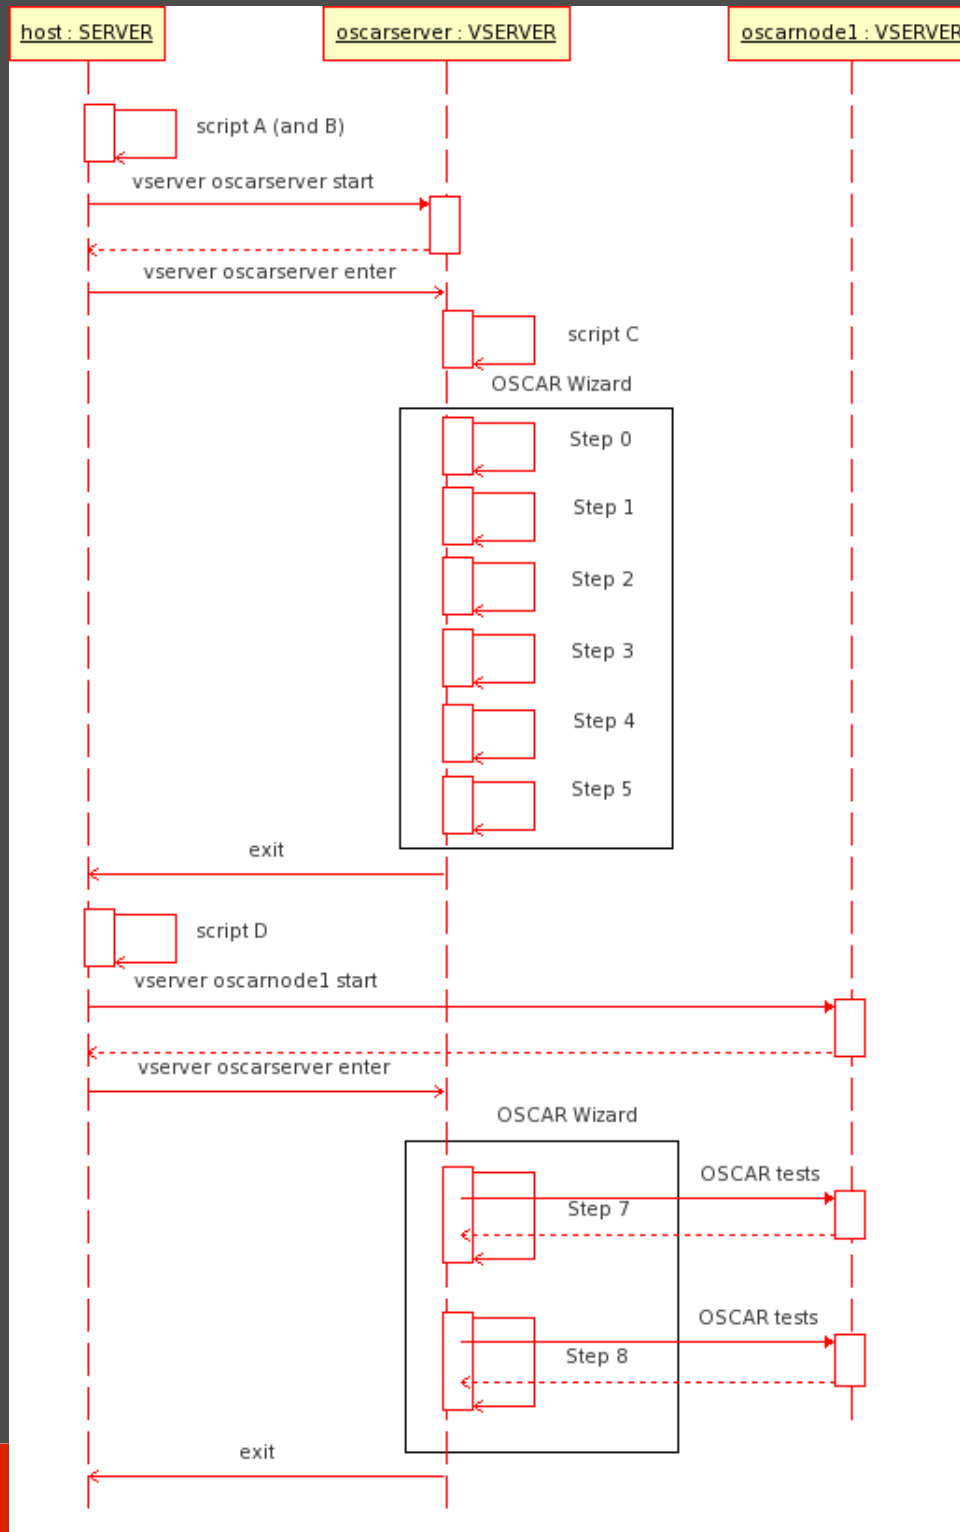 host : SERVER
oscarserver : VSERVER
oscarnode1 : VSERVER
script A (and B)
vserver oscarserver start
vserver oscarserver enter
script C
OSCAR Wizard
Step 0
Step 1
Step 2
Step 3
Step 4
Step 5
exit
script D
vserver oscarnode1 start
vserver oscarserver enter
OSCAR Wizard
OSCAR tests
Step 7
OSCAR tests
Step 8
exit